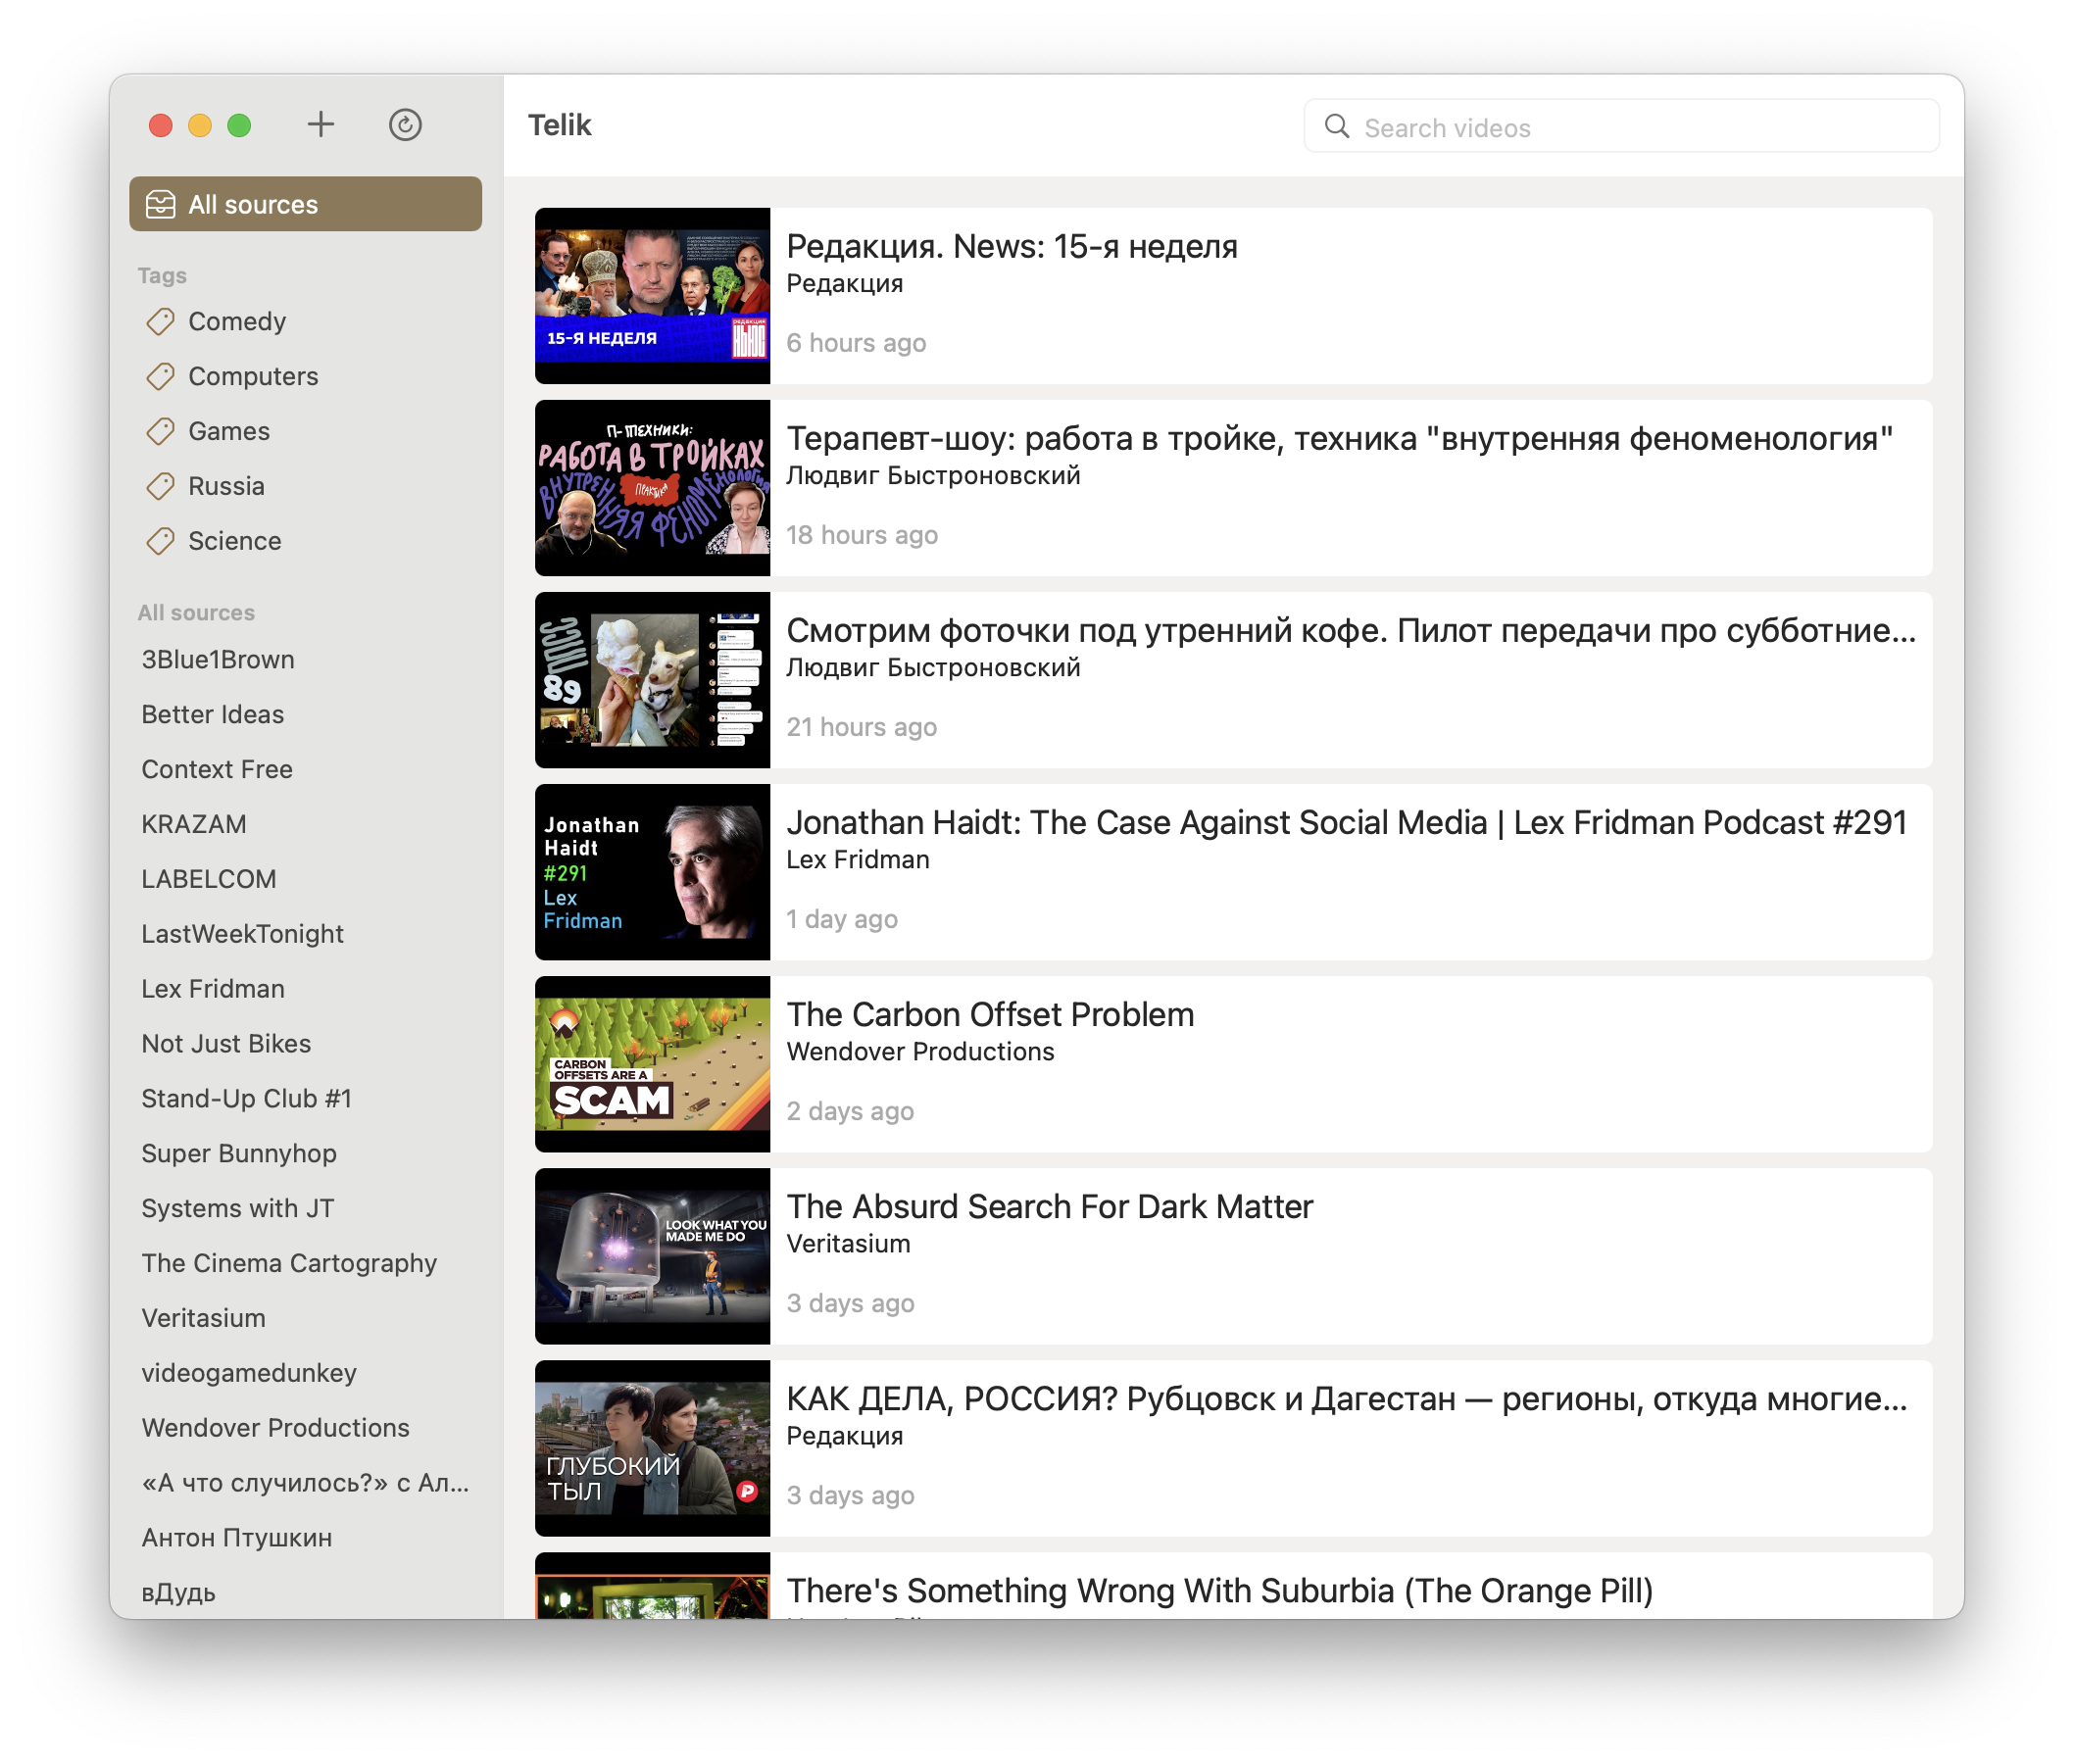 Telik
Search videos
All sources
Tags
Comedy
Computers
Games
Russia
Science
All sources
3Blue1Brown
Better Ideas
Context Free
KRAZAM
LABELCOM
LastWeekTonight
Lex Fridman
Not Just Bikes
Stand-Up Club #1
Super Bunnyhop
Systems with JT
The Cinema Cartography
Veritasium
videogamedunkey
Wendover Productions
«А что случилось?» с Ал...
Антон Птушкин
вДудь
15-Я НЕДЕЛЯ
редакция
НЬЮС
Редакция. News: 15-я неделя
Редакция
6 hours ago
П-ТЕХНИКИ:
РАБОТА В ТРОЙКАХ
ПРАКТИКА
ВНУТРЕННЯЯ ФЕНОМЕНОЛОГИЯ
Терапевт-шоу: работа в тройке, техника "внутренняя феноменология"
Людвиг Быстроновский
18 hours ago
89
Смотрим фоточки под утренний кофе. Пилот передачи про субботние...
Людвиг Быстроновский
21 hours ago
Jonathan
Haidt
#291
Lex
Fridman
Jonathan Haidt: The Case Against Social Media | Lex Fridman Podcast #291
Lex Fridman
1 day ago
CARBON
OFFSETS ARE A
SCAM
The Carbon Offset Problem
Wendover Productions
2 days ago
LOOK WHAT YOU
MADE ME DO
The Absurd Search For Dark Matter
Veritasium
3 days ago
ГЛУБОКИЙ
ТЫЛ
P
КАК ДЕЛА, РОССИЯ? Рубцовск и Дагестан — регионы, откуда многие...
Редакция
3 days ago
There's Something Wrong With Suburbia (The Orange Pill)